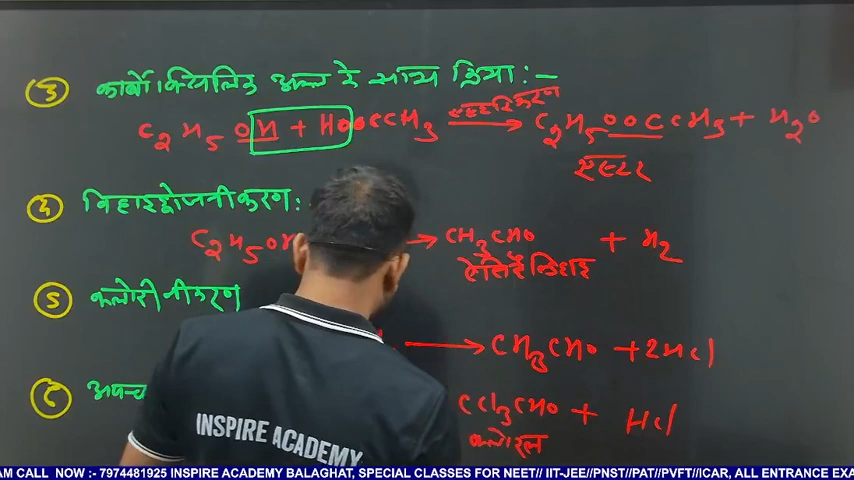 ③ कार्बोक्सिलिक अम्ल के साथ क्रिया :-
C2H5OH + HOOCCH3 ⟶ C2H5OOCCH3 + H2O
एस्टर
विहाइड्रोजनीकरण :-
C2H5OH → CH3CHO + H2
⑤ क्लोरीनीकरण
⟶ CH3CHO + 2HCl
CCl3CHO + HCl
क्लोरल
INSPIRE ACADEMY
AM CALL NOW :- 7974481925 INSPIRE ACADEMY BALAGHAT, SPECIAL CLASSES FOR NEET// IIT-JEE//PNST//PAT//PVFT//ICAR, ALL ENTRANCE EXA